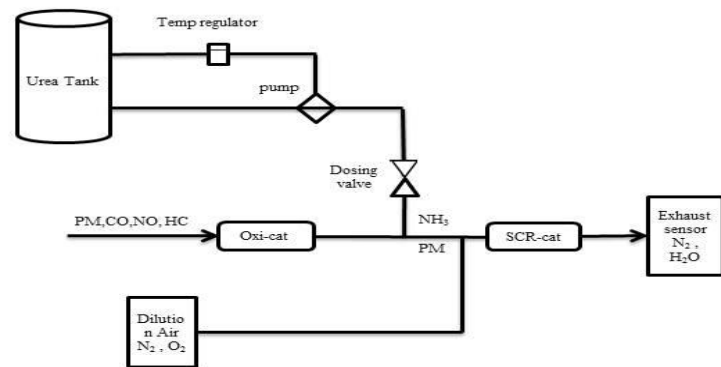 Temp regulator
Urea Tank
pump
Dosing
valve
PM,CO,NO, HC
Oxi-cat
NH₃
PM
SCR-cat
Exhaust
sensor
N₂ ,
H₂O
Dilutio
n Air
N₂ , O₂